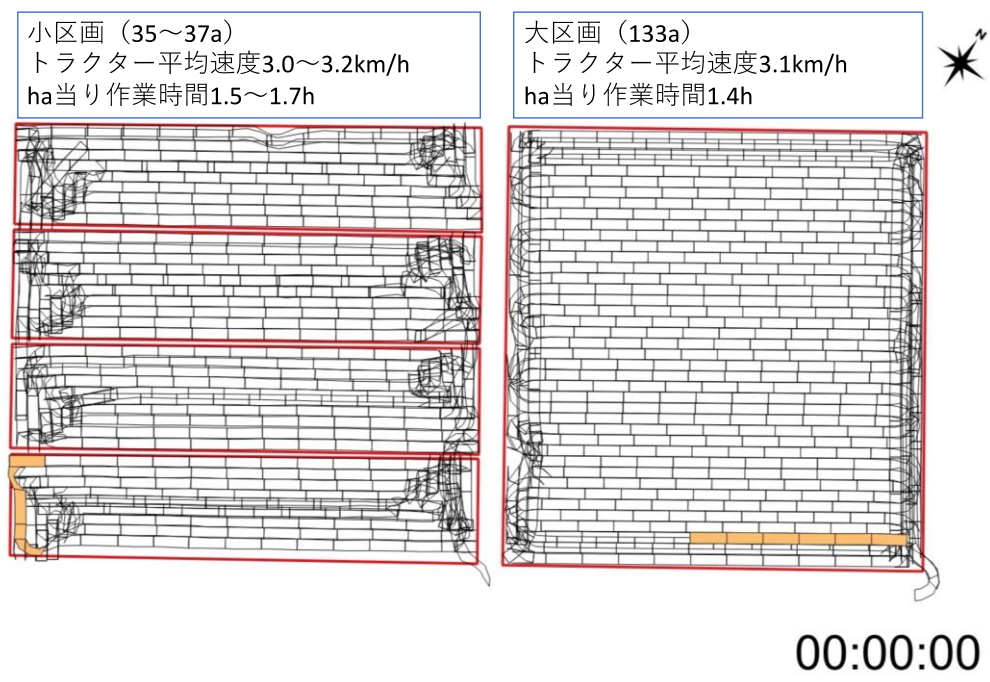 小区画（35～37a）
トラクター平均速度3.0～3.2km/h
ha当り作業時間1.5～1.7h
大区画（133a）
トラクター平均速度3.1km/h
ha当り作業時間1.4h
N
00:00:00